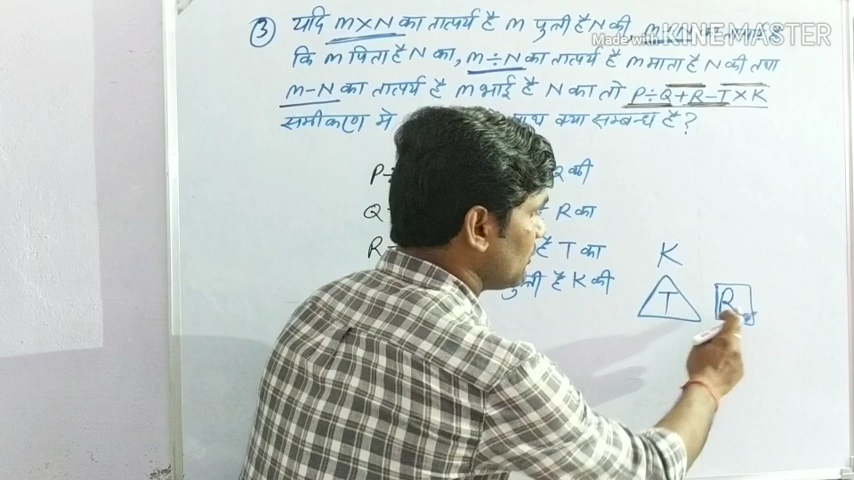 ③ यदि m×N का तात्पर्य है m पुत्री है N की,
Made with KINEMASTER
कि m पिता है N का, m÷N का तात्पर्य है m माता है N की तथा
m−N का तात्पर्य है m भाई है N का तो P÷Q+R−T×K
समीकरण में साथ क्या सम्बन्ध है?
P÷ Q की
Q R का
R है T का
पुत्री है K की
K
T
R